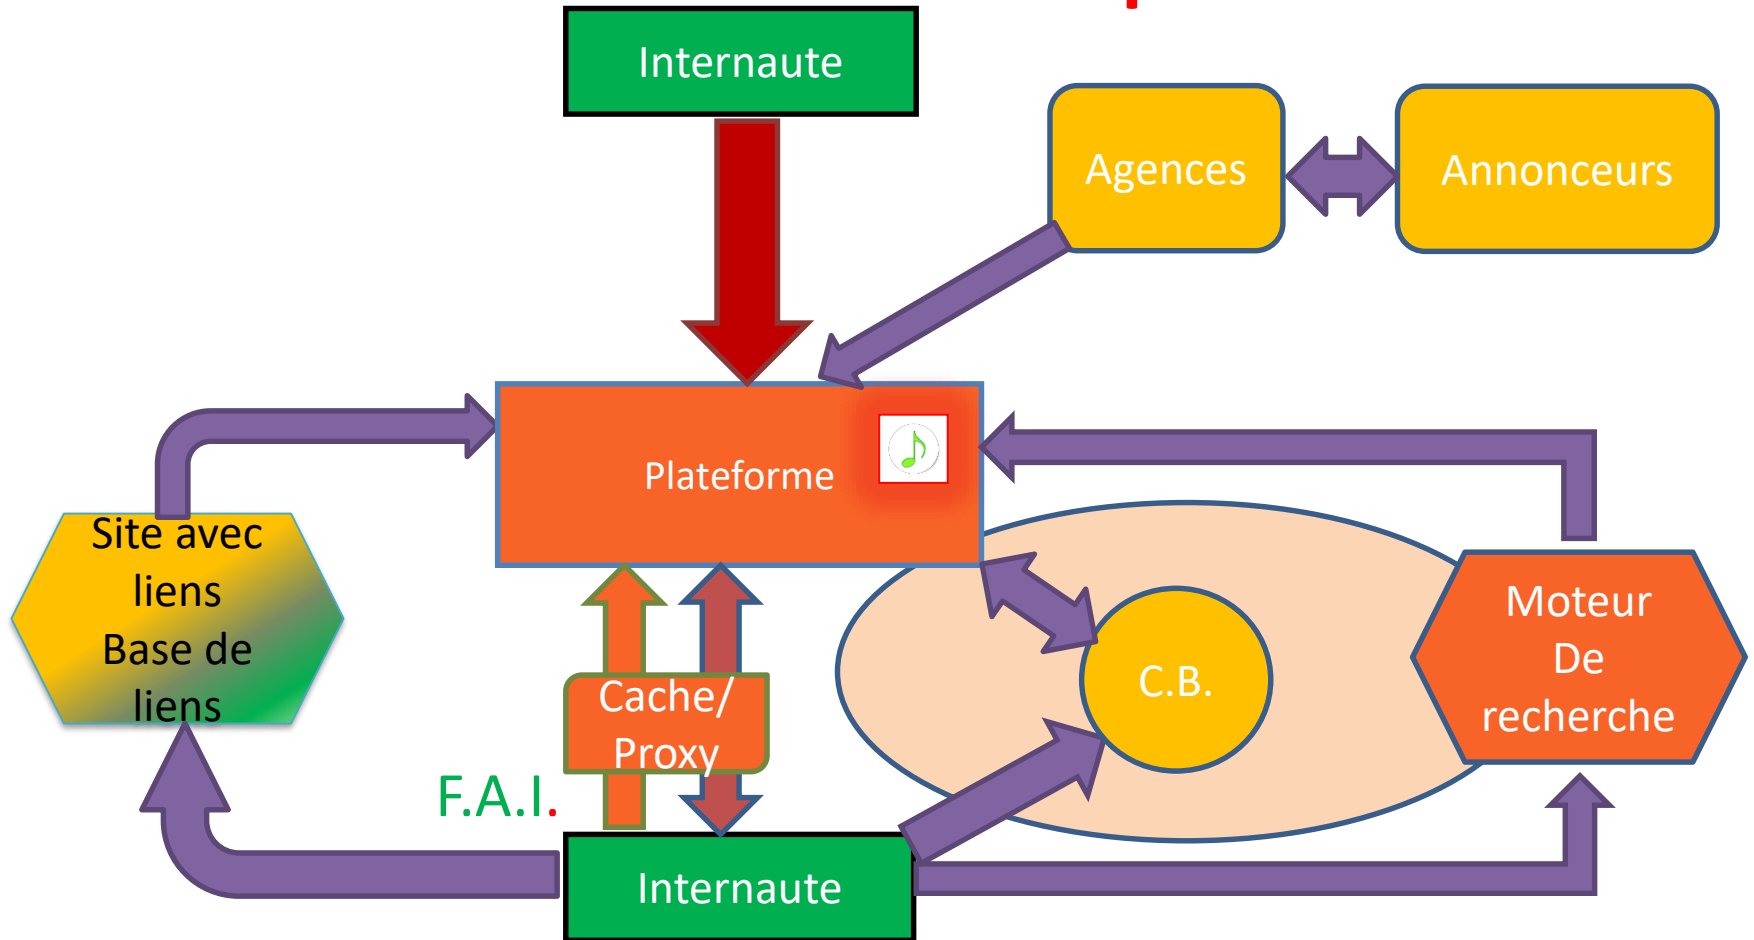 Internaute
Agences
Annonceurs
Plateforme
Site avec
liens
Base de
liens
Moteur
De
recherche
C.B.
Cache/
Proxy
F.A.I.
Internaute